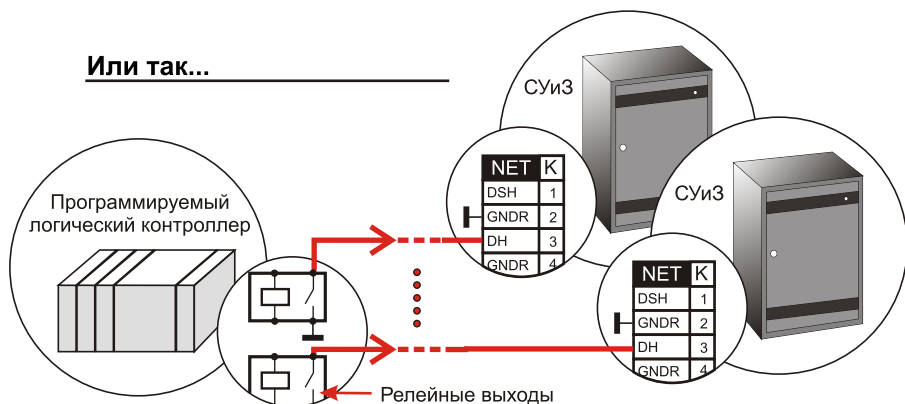 Или так...
СУиЗ
NET K
DSH 1
GNDR 2
DH 3
GNDR 4
СУиЗ
Программируемый
логический контроллер
NET K
DSH 1
GNDR 2
DH 3
GNDR 4
Релейные выходы